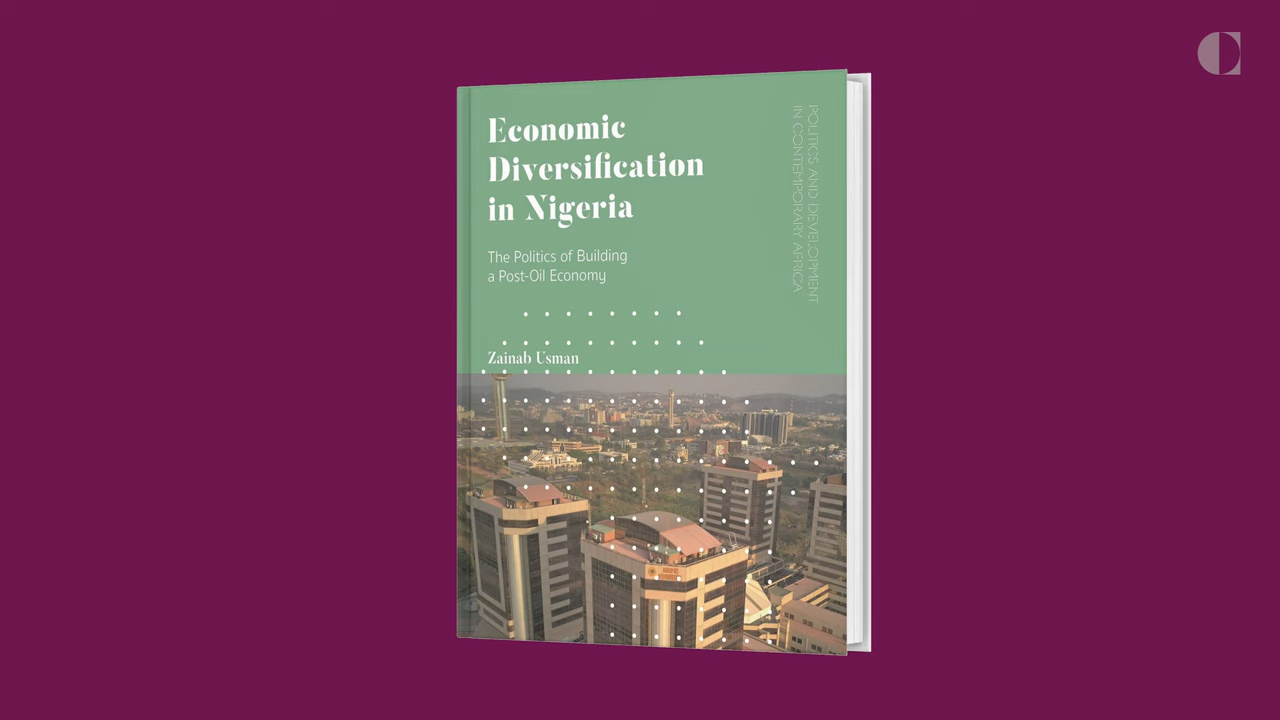 Economic
Diversification
in Nigeria
The Politics of Building
a Post-Oil Economy
Zainab Usman
POLITICS AND DEVELOPMENT
IN CONTEMPORARY AFRICA